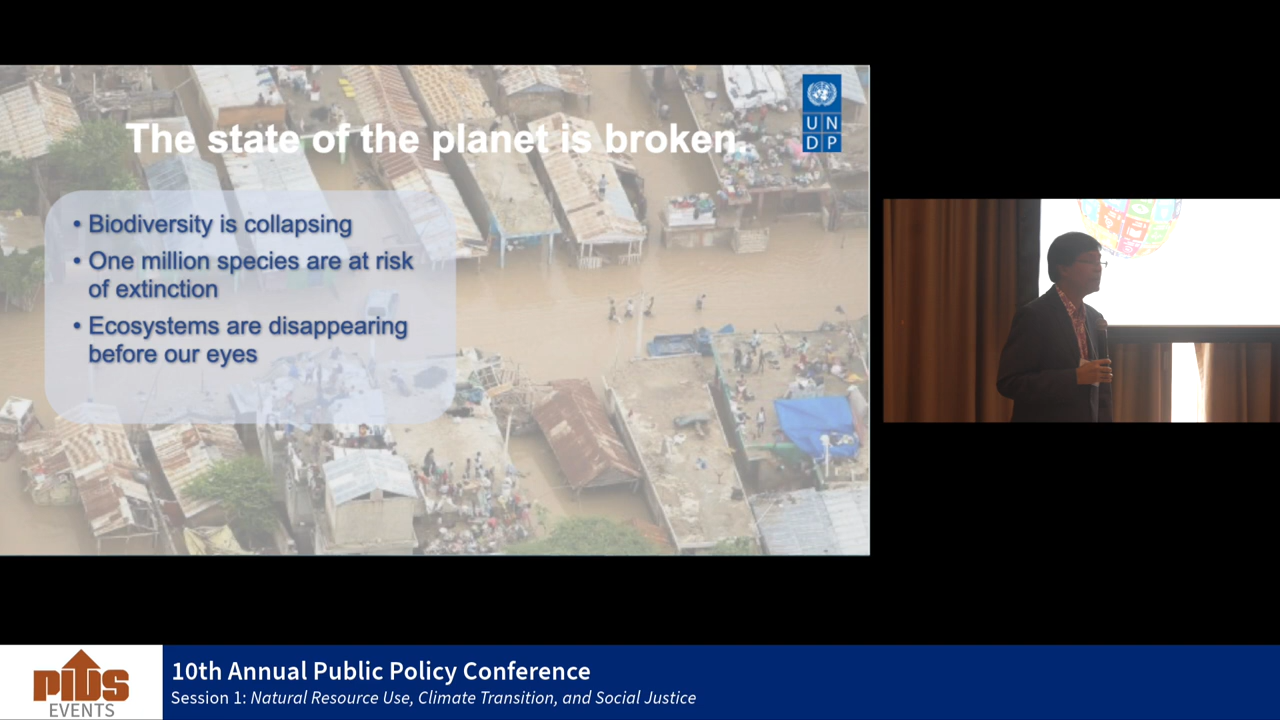 The state of the planet is broken.
UN
DP
• Biodiversity is collapsing
• One million species are at risk
of extinction
• Ecosystems are disappearing
before our eyes
PIDS
EVENTS
10th Annual Public Policy Conference
Session 1: Natural Resource Use, Climate Transition, and Social Justice